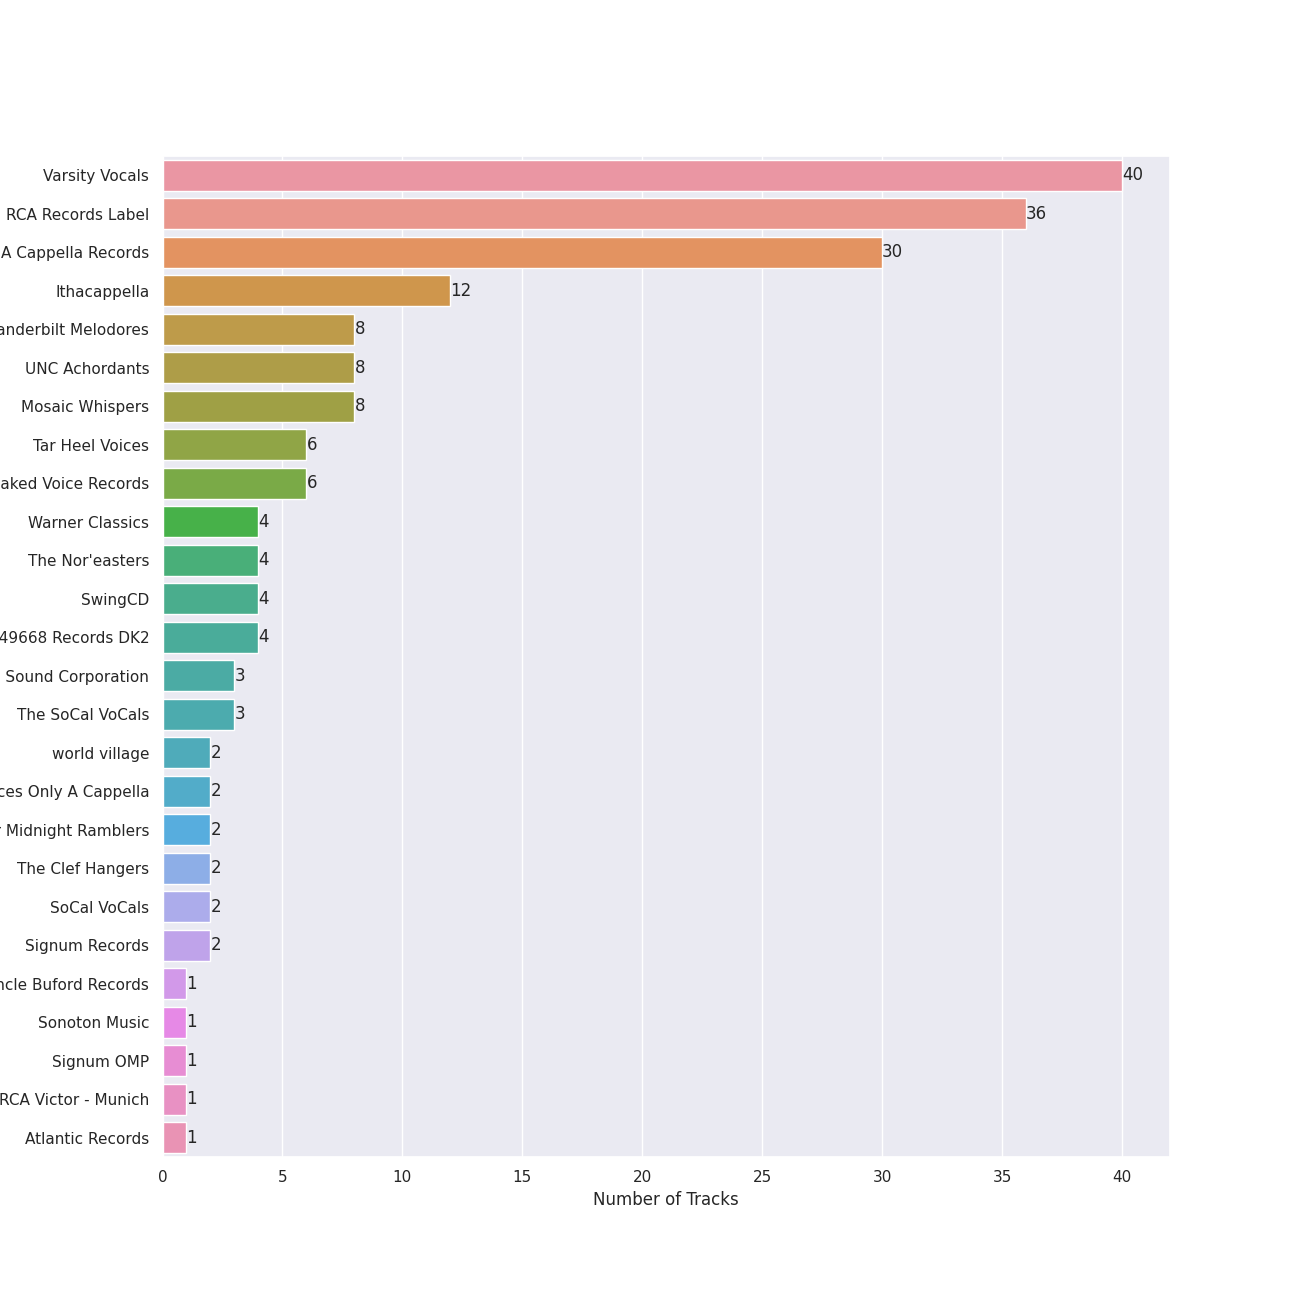 Varsity Vocals 40
RCA Records Label 36
A Cappella Records 30
Ithacappella 12
anderbilt Melodores 8
UNC Achordants 8
Mosaic Whispers 8
Tar Heel Voices 6
aked Voice Records 6
Warner Classics 4
The Nor'easters 4
SwingCD 4
49668 Records DK2 4
Sound Corporation 3
The SoCal VoCals 3
world village 2
ces Only A Cappella 2
Midnight Ramblers 2
The Clef Hangers 2
SoCal VoCals 2
Signum Records 2
ncle Buford Records 1
Sonoton Music 1
Signum OMP 1
RCA Victor - Munich 1
Atlantic Records 1
0 5 10 15 20 25 30 35 40
Number of Tracks